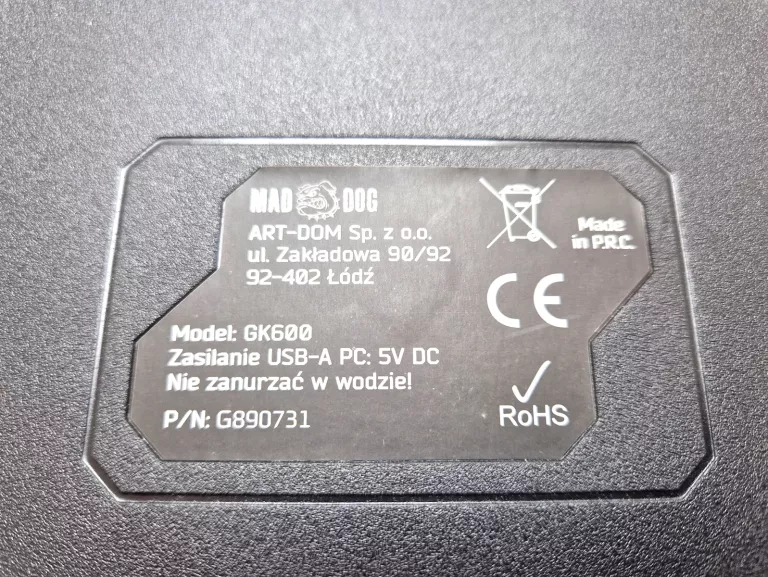 MAD DOG
ART-DOM Sp. z o.o.
ul. Zakładowa 90/92
92-402 Łódź
Made
in P.R.C.
CE
Model: GK600
Zasilanie USB-A PC: 5V DC
Nie zanurzać w wodzie!
P/N: G890731
RoHS